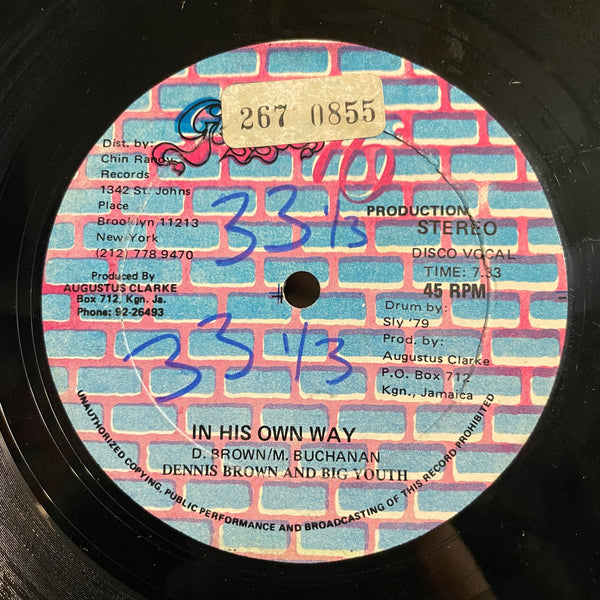 267 0855
Dist. by:
Chin Randy
Records
1342 St. Johns
Place
Brooklyn 11213
New York
(212) 778 9470
Produced By
AUGUSTUS CLARKE
Box 712, Kgn. Ja.
Phone: 92-26493
33 1/3
33 1/3
PRODUCTION
STEREO
DISCO VOCAL
TIME: 7.33
45 RPM
Drum by:
Sly '79
Prod. by:
Augustus Clarke
P.O. Box 712
Kgn., Jamaica
IN HIS OWN WAY
D. BROWN/M. BUCHANAN
DENNIS BROWN AND BIG YOUTH
UNAUTHORIZED COPYING, PUBLIC PERFORMANCE AND BROADCASTING OF THIS RECORD PROHIBITED